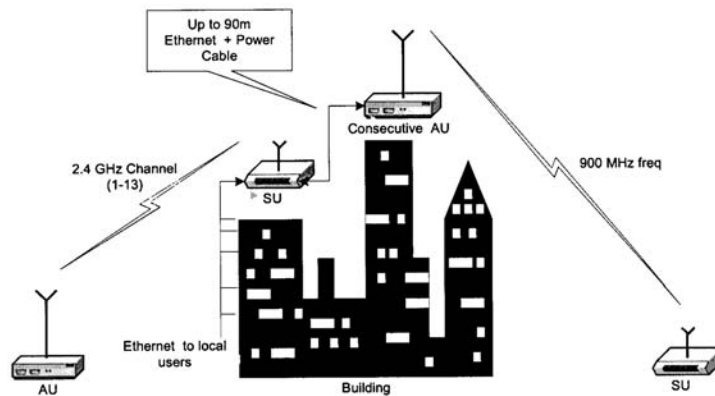 Up to 90m
Ethernet + Power
Cable
Consecutive AU
2.4 GHz Channel
(1-13)
900 MHz freq
SU
Ethernet to local
users
AU
Building
SU